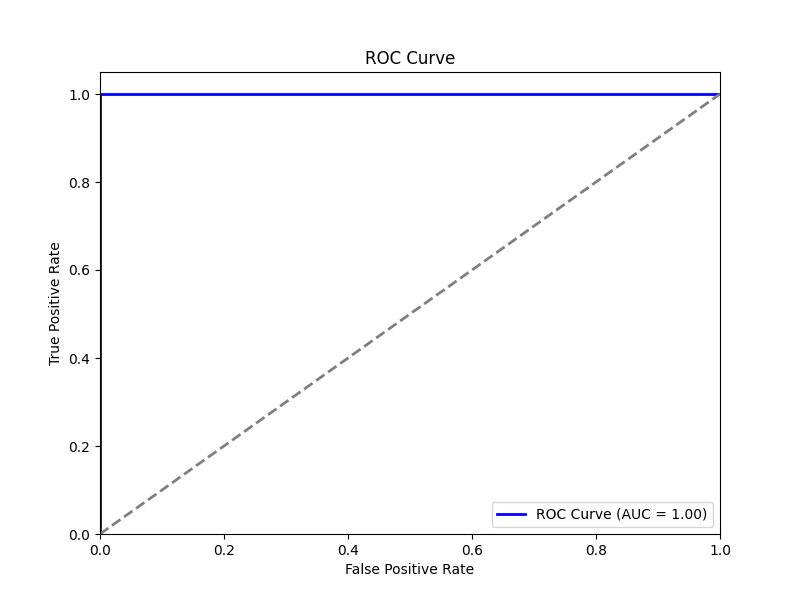 ROC Curve
1.0
0.8
0.6
0.4
0.2
0.0
True Positive Rate
ROC Curve (AUC = 1.00)
0.0 0.2 0.4 0.6 0.8 1.0
False Positive Rate